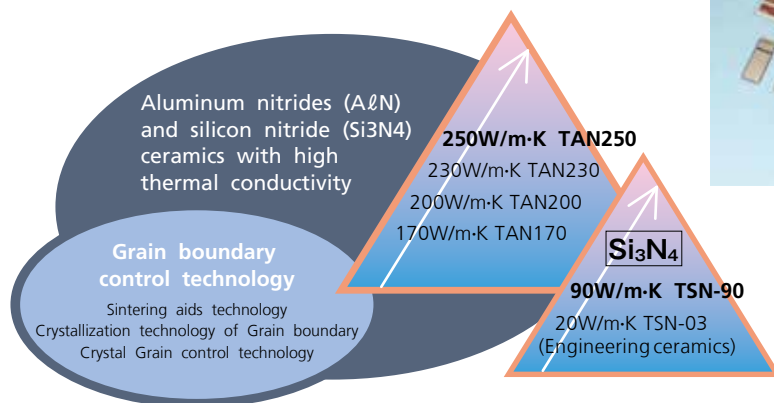 Aluminum nitrides (AℓN)
and silicon nitride (Si3N4)
ceramics with high
thermal conductivity
250W/m·K TAN250
230W/m·K TAN230
200W/m·K TAN200
170W/m·K TAN170
Grain boundary
control technology
Sintering aids technology
Crystallization technology of Grain boundary
Crystal Grain control technology
Si₃N₄
90W/m·K TSN-90
20W/m·K TSN-03
(Engineering ceramics)